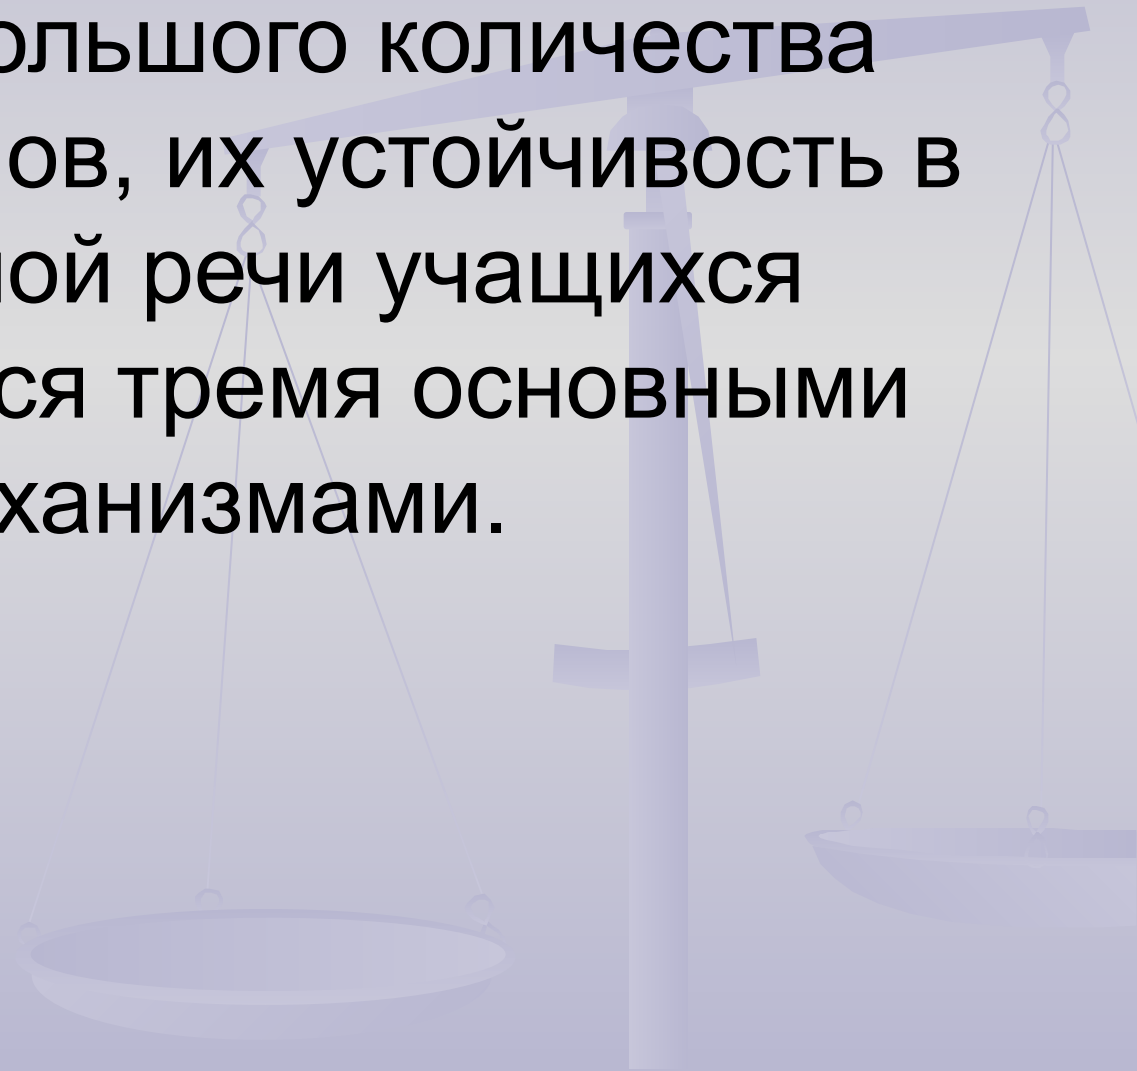 ольшого количества
ов, их устойчивость в
ой речи учащихся
ся тремя основными
ханизмами.